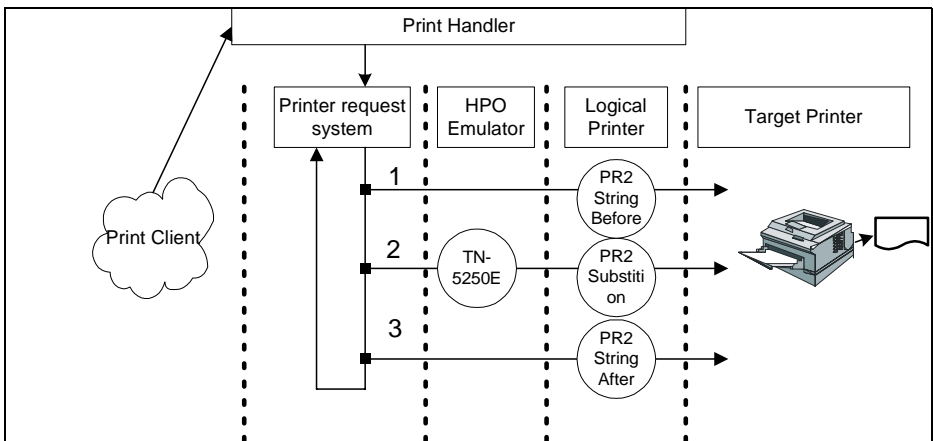 Print Handler
Printer request
system
HPO
Emulator
Logical
Printer
Target Printer
Print Client
1
PR2
String
Before
2
TN-
5250E
PR2
Substiti
on
3
PR2
String
After